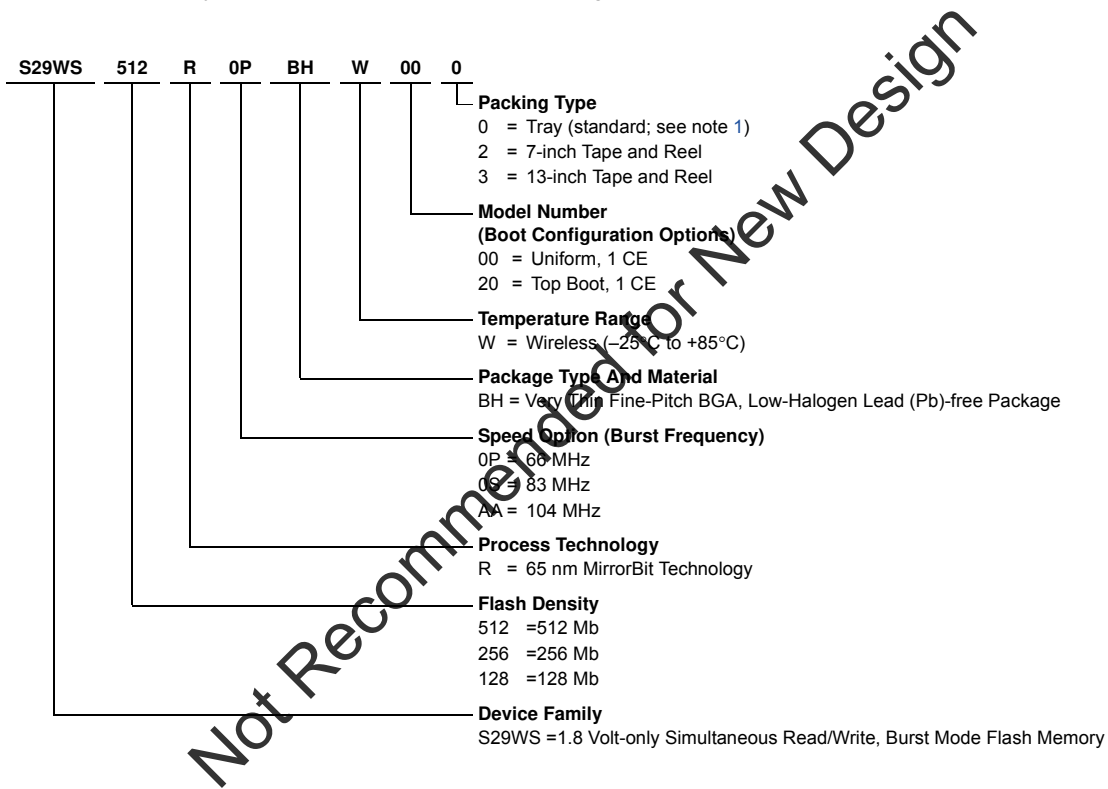 S29WS 512 R 0P BH W 00 0
Packing Type
0 = Tray (standard; see note 1)
2 = 7-inch Tape and Reel
3 = 13-inch Tape and Reel
Model Number
(Boot Configuration Options)
00 = Uniform, 1 CE
20 = Top Boot, 1 CE
Temperature Range
W = Wireless (–25°C to +85°C)
Package Type And Material
BH = Very Thin Fine-Pitch BGA, Low-Halogen Lead (Pb)-free Package
Speed Option (Burst Frequency)
0P = 66 MHz
0S = 83 MHz
AA = 104 MHz
Process Technology
R = 65 nm MirrorBit Technology
Flash Density
512 =512 Mb
256 =256 Mb
128 =128 Mb
Device Family
S29WS =1.8 Volt-only Simultaneous Read/Write, Burst Mode Flash Memory
Not Recommended for New Design